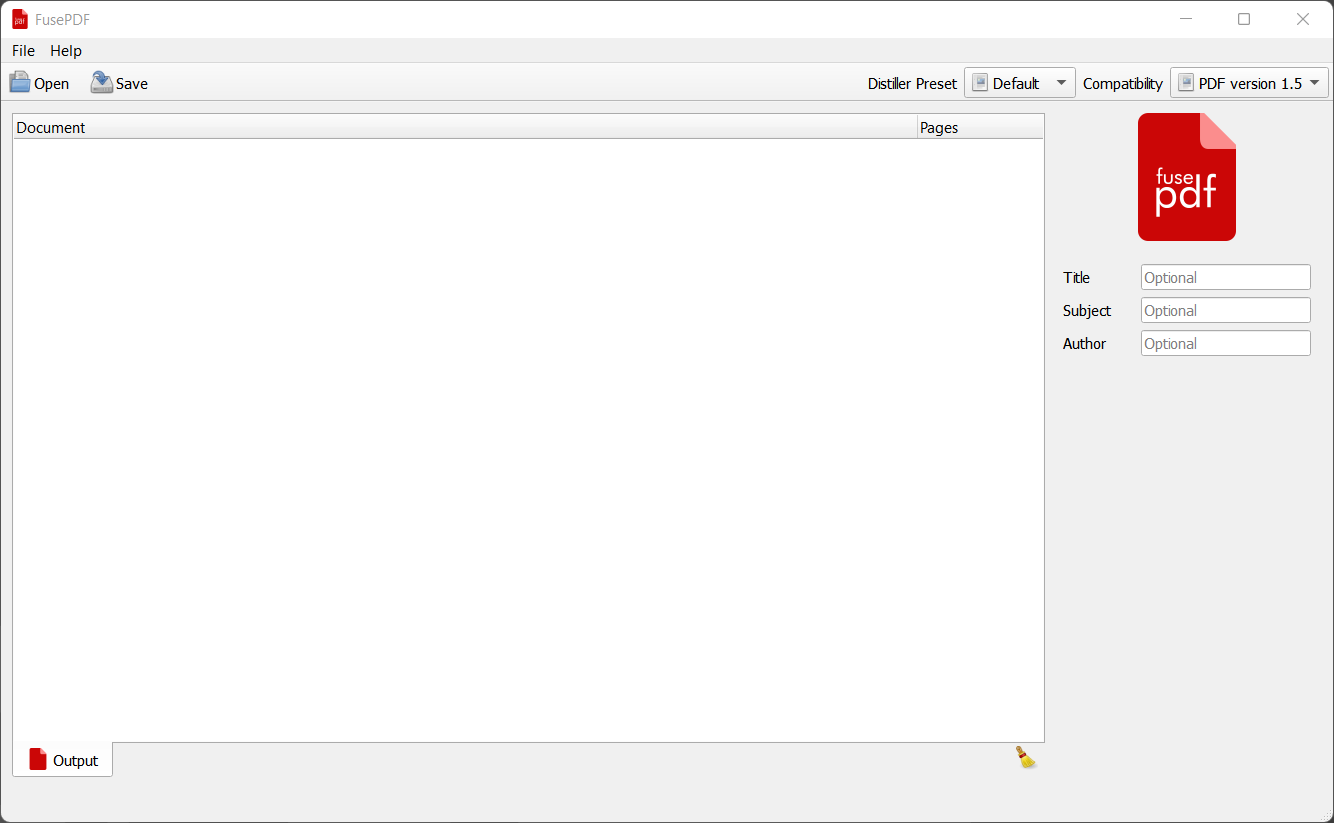 FusePDF
File Help
Open Save Distiller Preset Default Compatibility PDF version 1.5
Document Pages
fuse
pdf
Title Optional
Subject Optional
Author Optional
Output